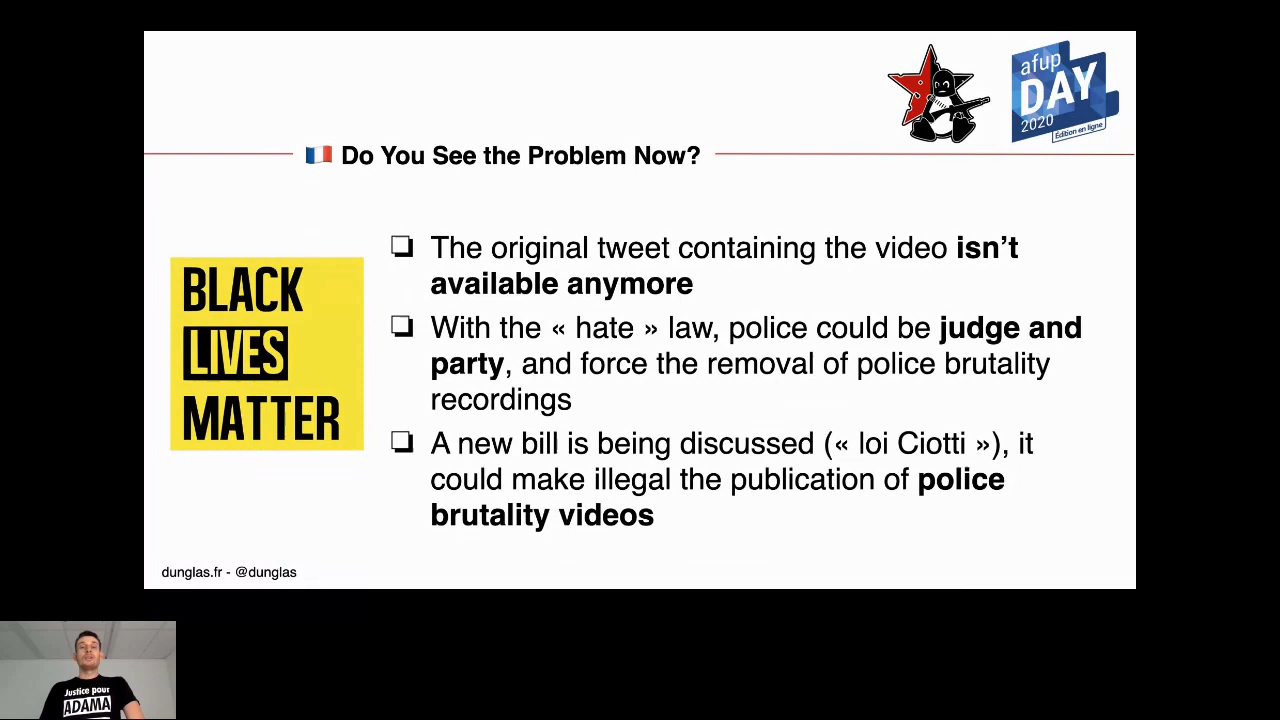 afup
DAY
2020
Édition en ligne
🇫🇷 Do You See the Problem Now?
BLACK
LIVES
MATTER
❏ The original tweet containing the video isn’t
available anymore
❏ With the « hate » law, police could be judge and
party, and force the removal of police brutality
recordings
❏ A new bill is being discussed (« loi Ciotti »), it
could make illegal the publication of police
brutality videos
dunglas.fr - @dunglas
Justice pour
ADAMA